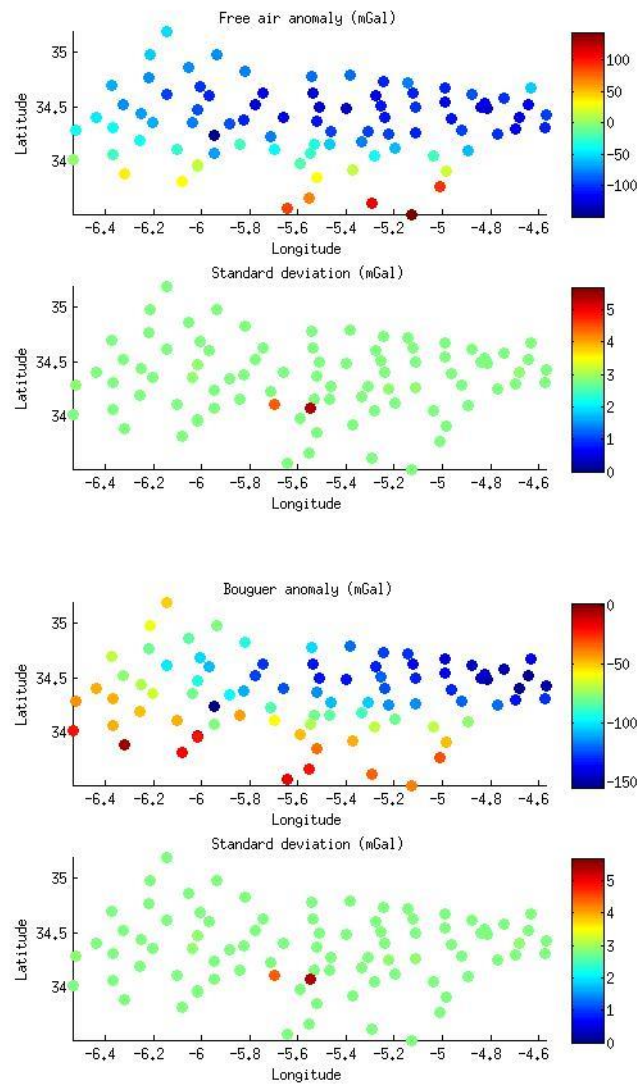 Free air anomaly (mGal)
35
34.5
34
Latitude
-6.4 -6.2 -6 -5.8 -5.6 -5.4 -5.2 -5 -4.8 -4.6
Longitude
100
50
0
-50
-100
Standard deviation (mGal)
35
34.5
34
Latitude
-6.4 -6.2 -6 -5.8 -5.6 -5.4 -5.2 -5 -4.8 -4.6
Longitude
5
4
3
2
1
0
Bouguer anomaly (mGal)
35
34.5
34
Latitude
-6.4 -6.2 -6 -5.8 -5.6 -5.4 -5.2 -5 -4.8 -4.6
Longitude
0
-50
-100
-150
Standard deviation (mGal)
35
34.5
34
Latitude
-6.4 -6.2 -6 -5.8 -5.6 -5.4 -5.2 -5 -4.8 -4.6
Longitude
5
4
3
2
1
0